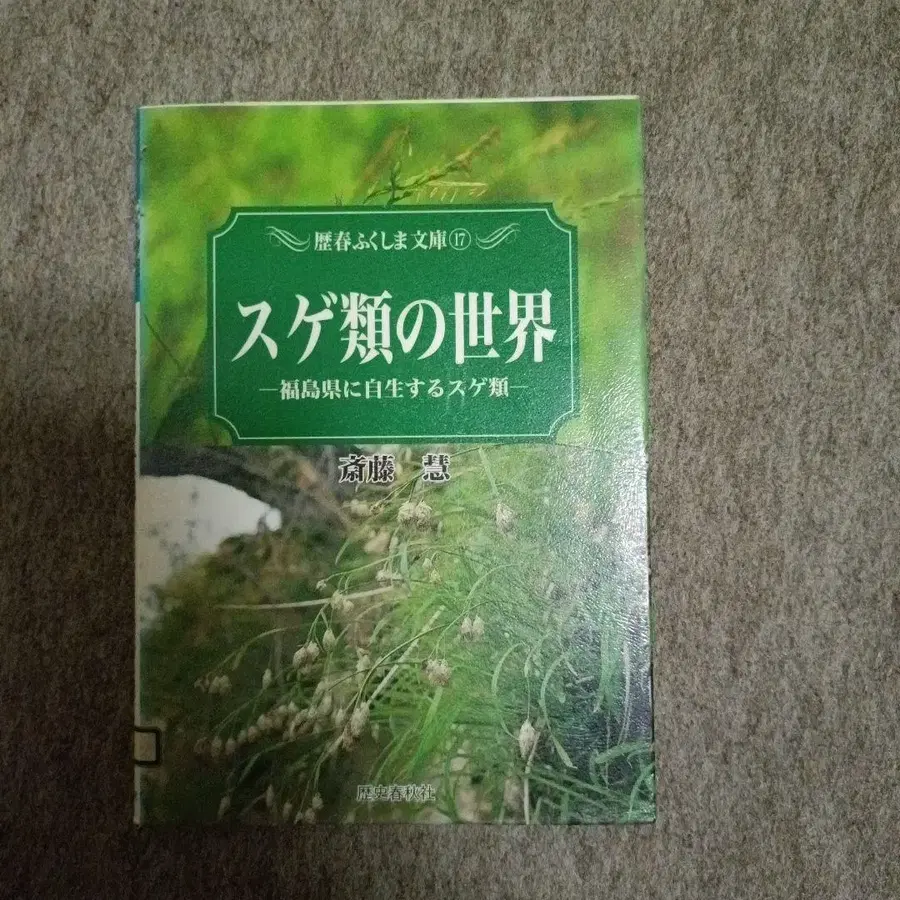 歴春ふくしま文庫⑰
スゲ類の世界
―福島県に自生するスゲ類―
斎藤 慧
歴史春秋社